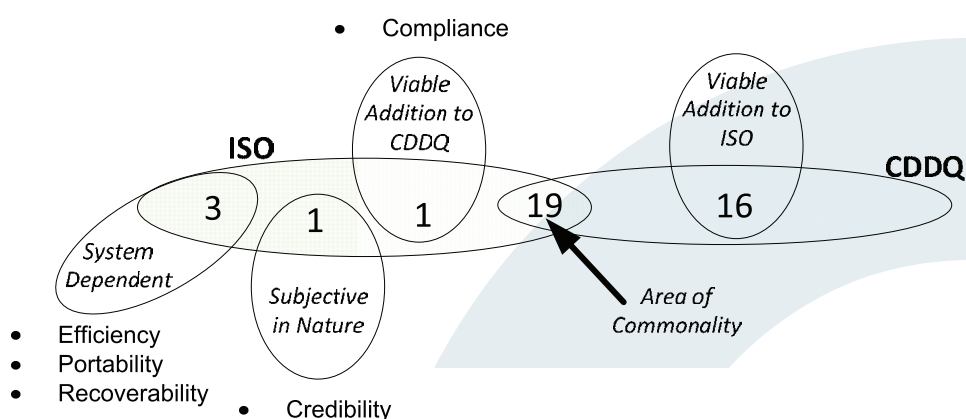 • Compliance
Viable
Addition to
CDDQ
Viable
Addition to
ISO
ISO
CDDQ
3
1
1
19
16
System
Dependent
Subjective
in Nature
Area of
Commonality
• Efficiency
• Portability
• Recoverability
• Credibility